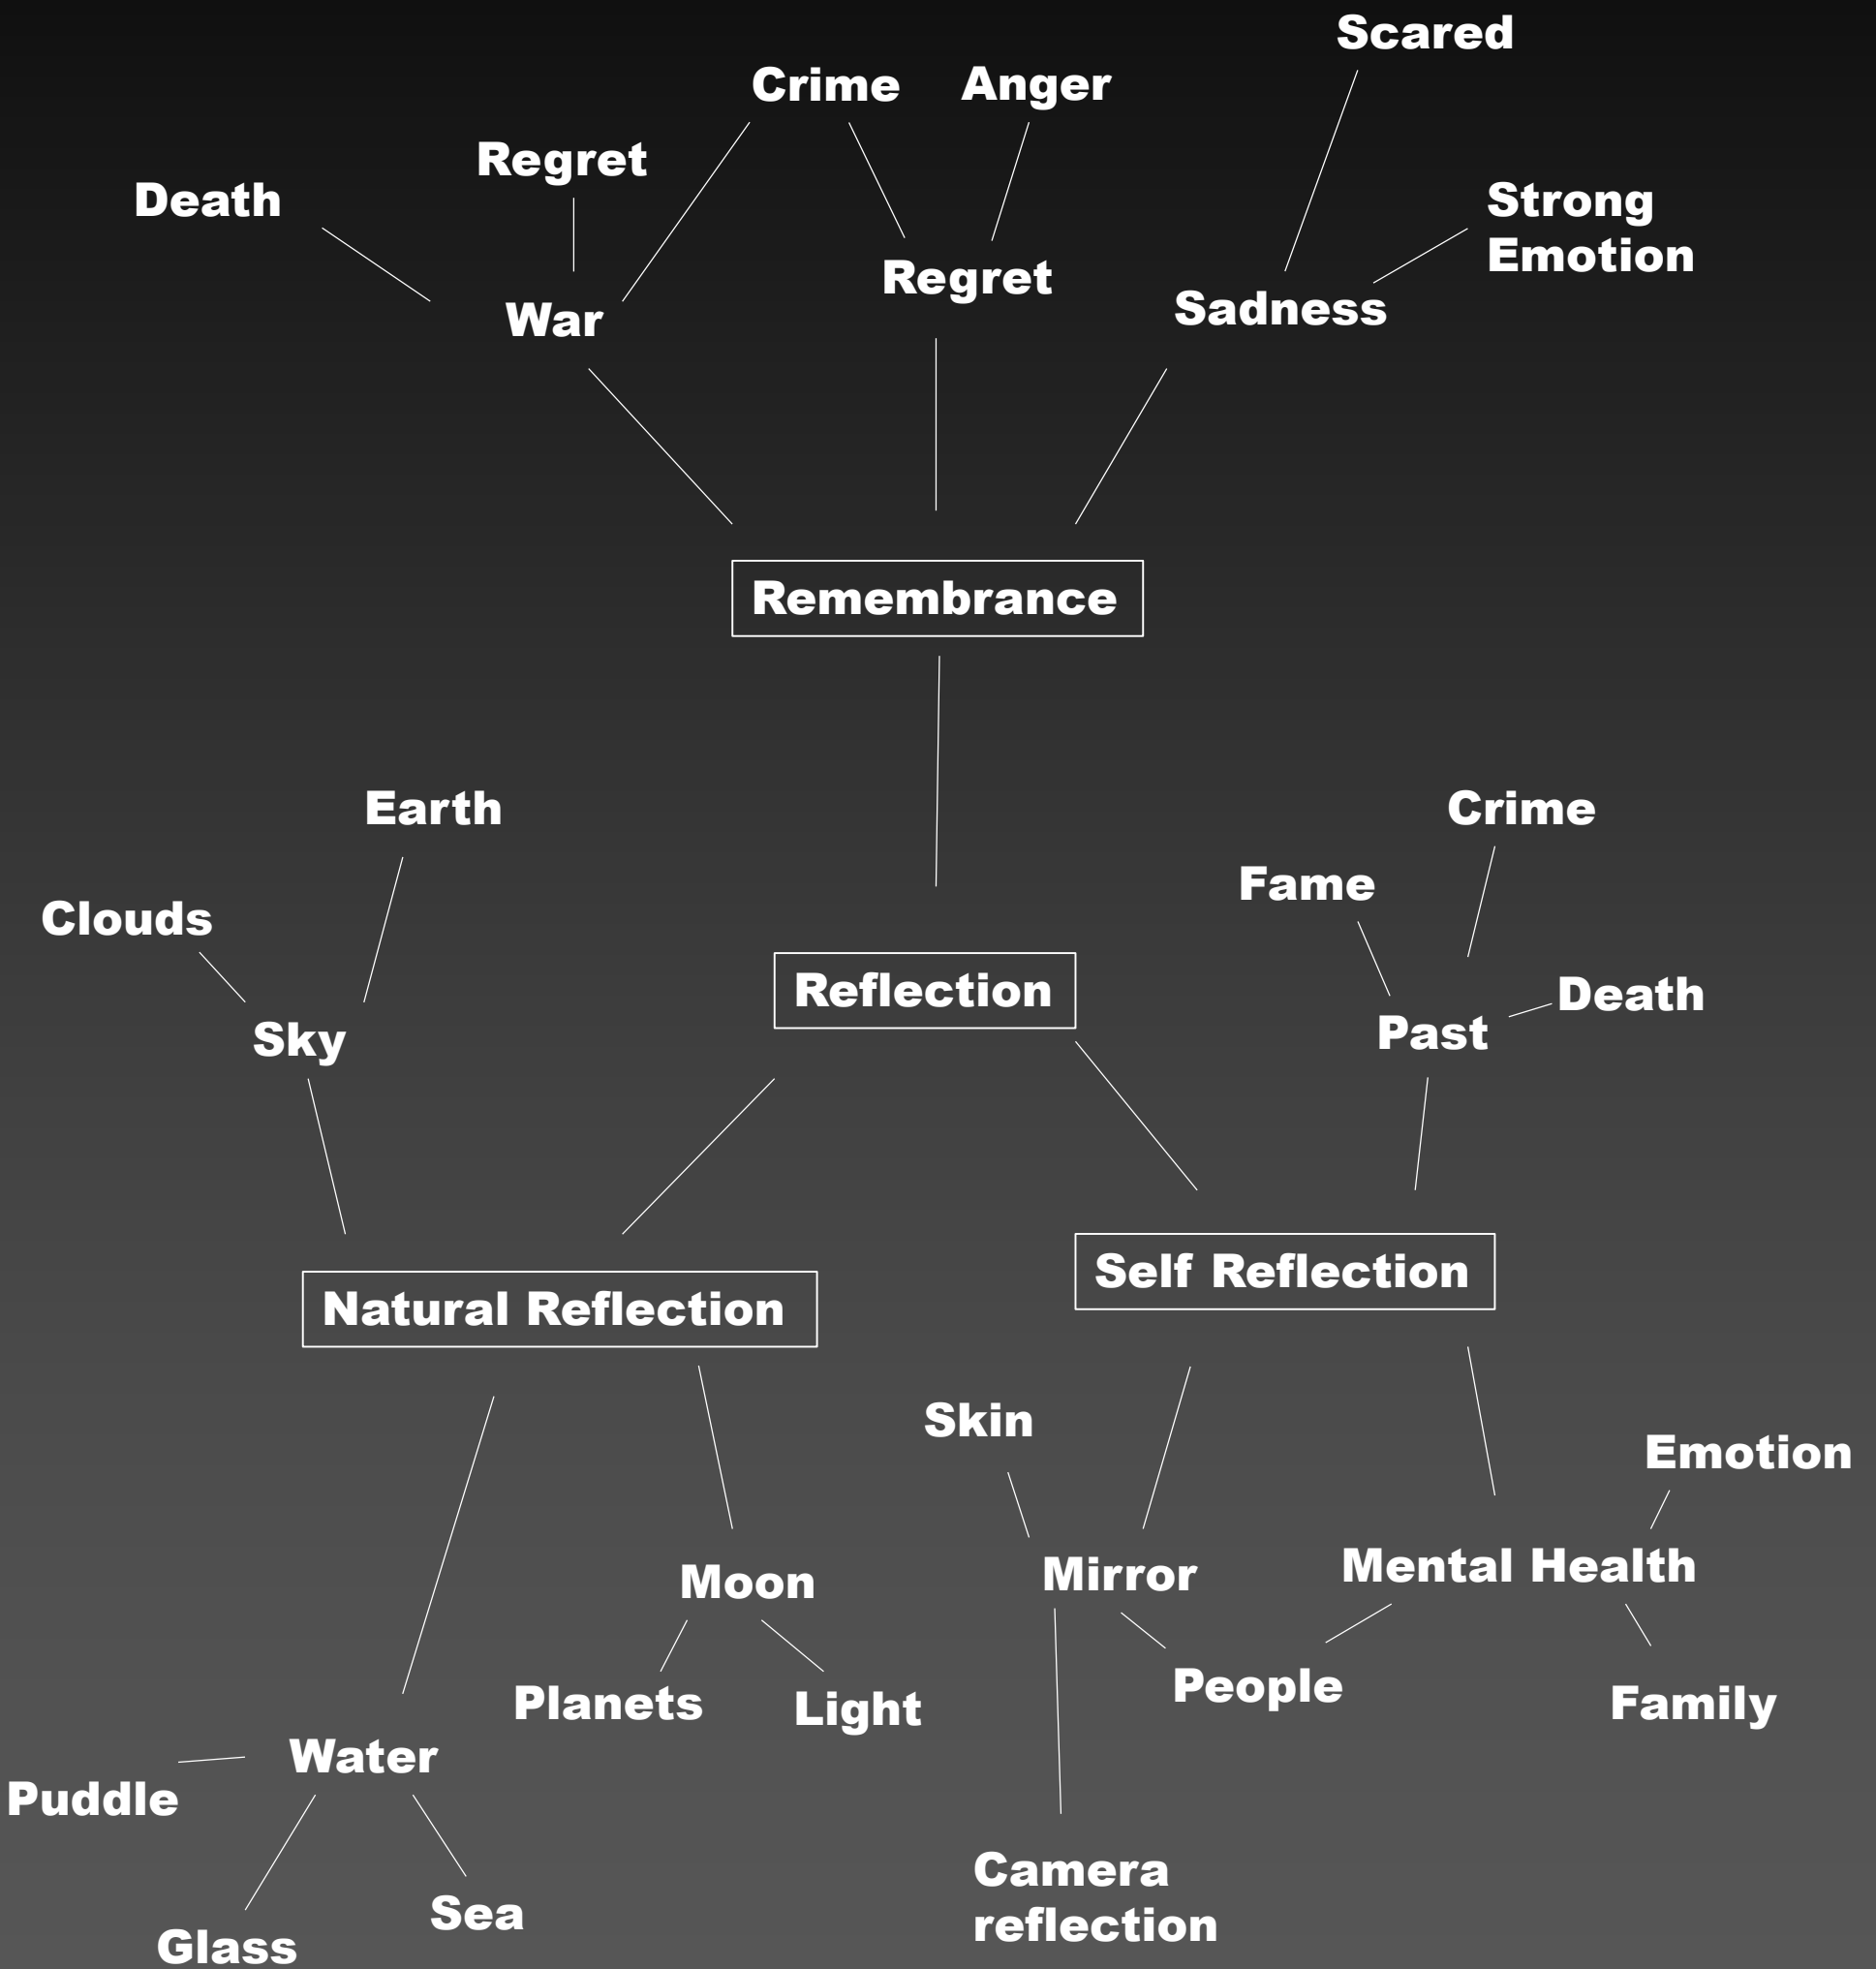 Scared
Crime
Anger
Regret
Death
Strong
Emotion
Regret
Sadness
War
Remembrance
Earth
Crime
Fame
Clouds
Reflection
Death
Past
Sky
Self Reflection
Natural Reflection
Skin
Emotion
Mental Health
Mirror
Moon
People
Planets
Light
Family
Water
Puddle
Camera
reflection
Sea
Glass